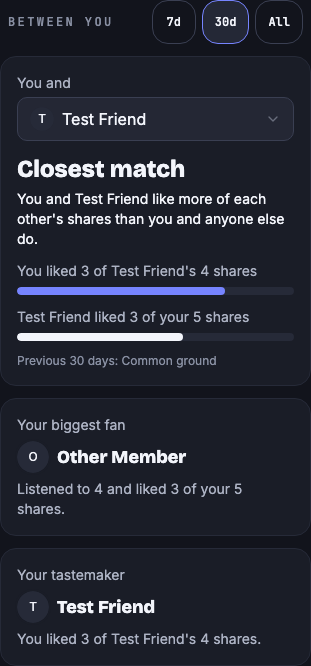 BETWEEN YOU 7d 30d All
You and
T Test Friend
Closest match
You and Test Friend like more of each
other's shares than you and anyone else
do.
You liked 3 of Test Friend's 4 shares
Test Friend liked 3 of your 5 shares
Previous 30 days: Common ground
Your biggest fan
O Other Member
Listened to 4 and liked 3 of your 5
shares.
Your tastemaker
T Test Friend
You liked 3 of Test Friend's 4 shares.